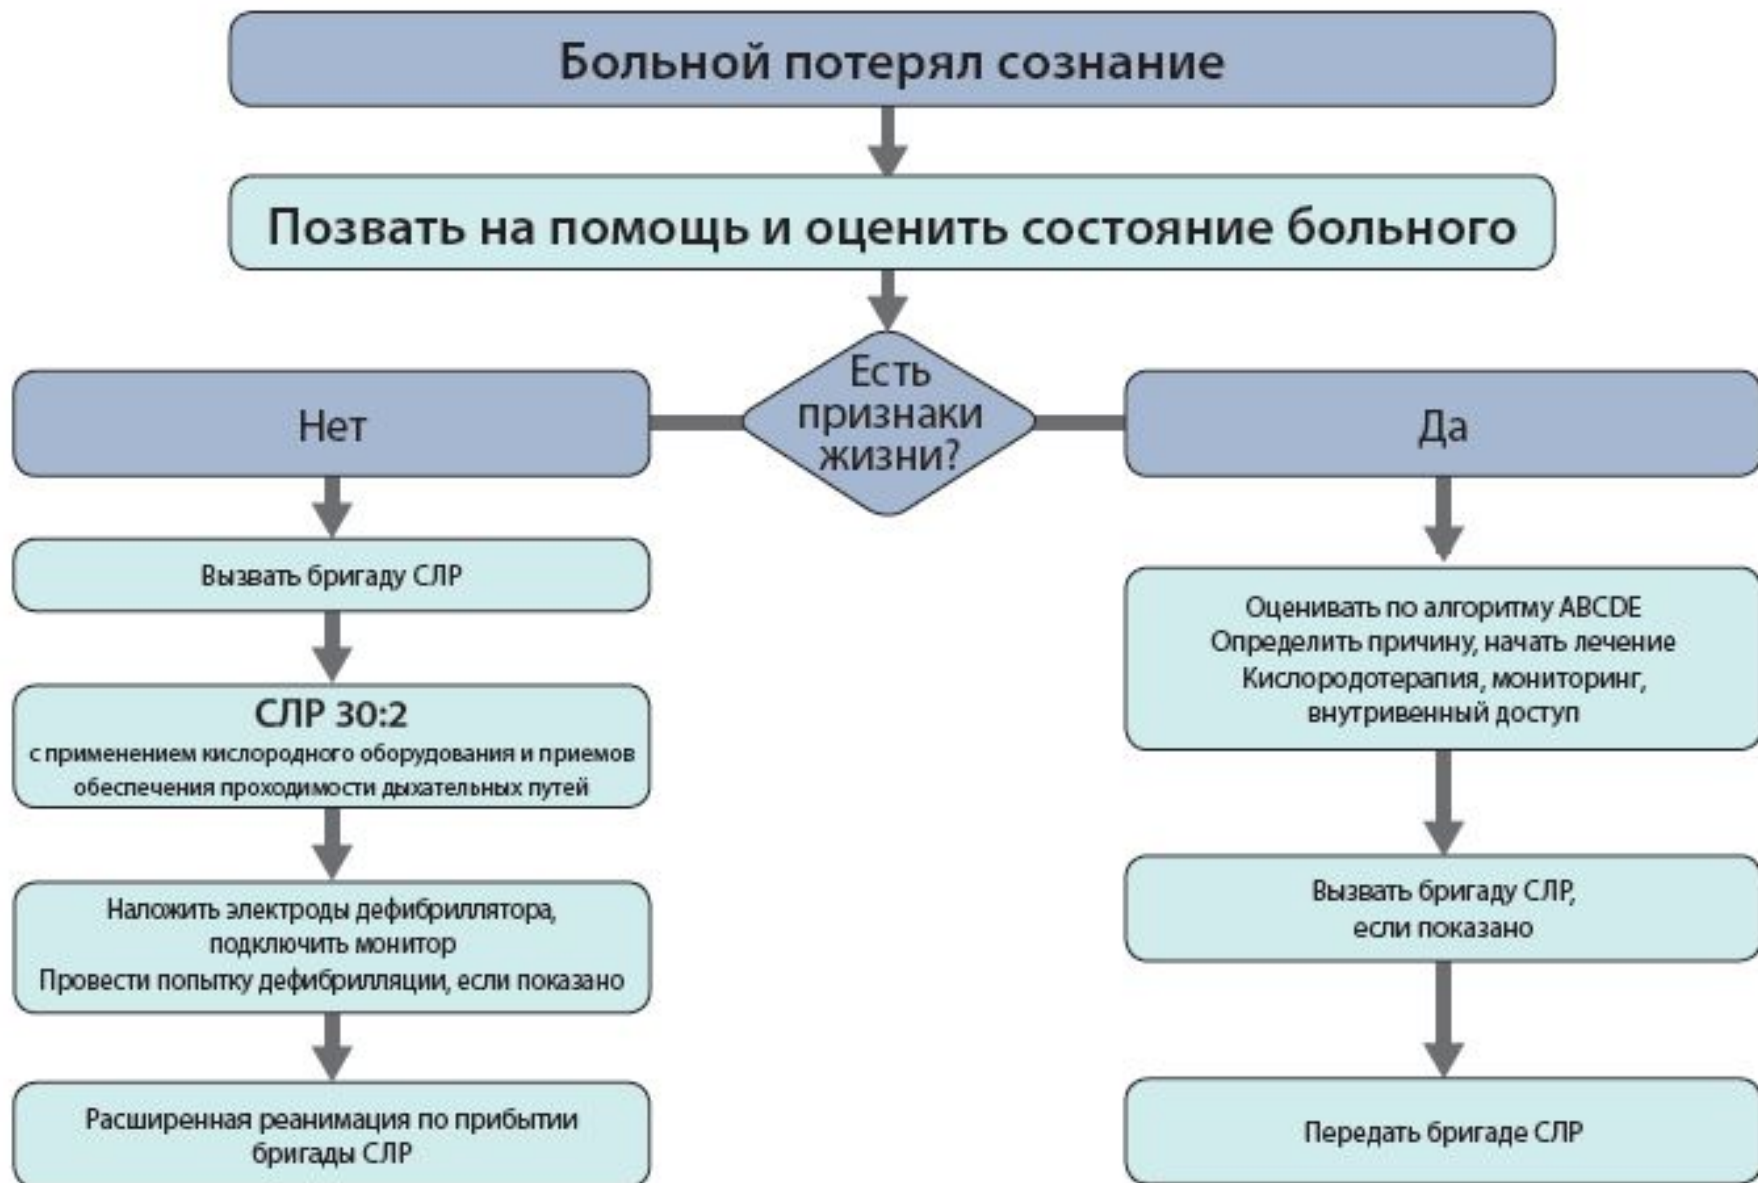 Больной потерял сознание
Позвать на помощь и оценить состояние больного
Есть
признаки
жизни?
Нет
Вызвать бригаду СЛР
СЛР 30:2
с применением кислородного оборудования и приемов
обеспечения проходимости дыхательных путей
Наложить электроды дефибриллятора,
подключить монитор
Провести попытку дефибрилляции, если показано
Расширенная реанимация по прибытии
бригады СЛР
Да
Оценивать по алгоритму ABCDE
Определить причину, начать лечение
Кислородотерапия, мониторинг,
внутривенный доступ
Вызвать бригаду СЛР,
если показано
Передать бригаде СЛР